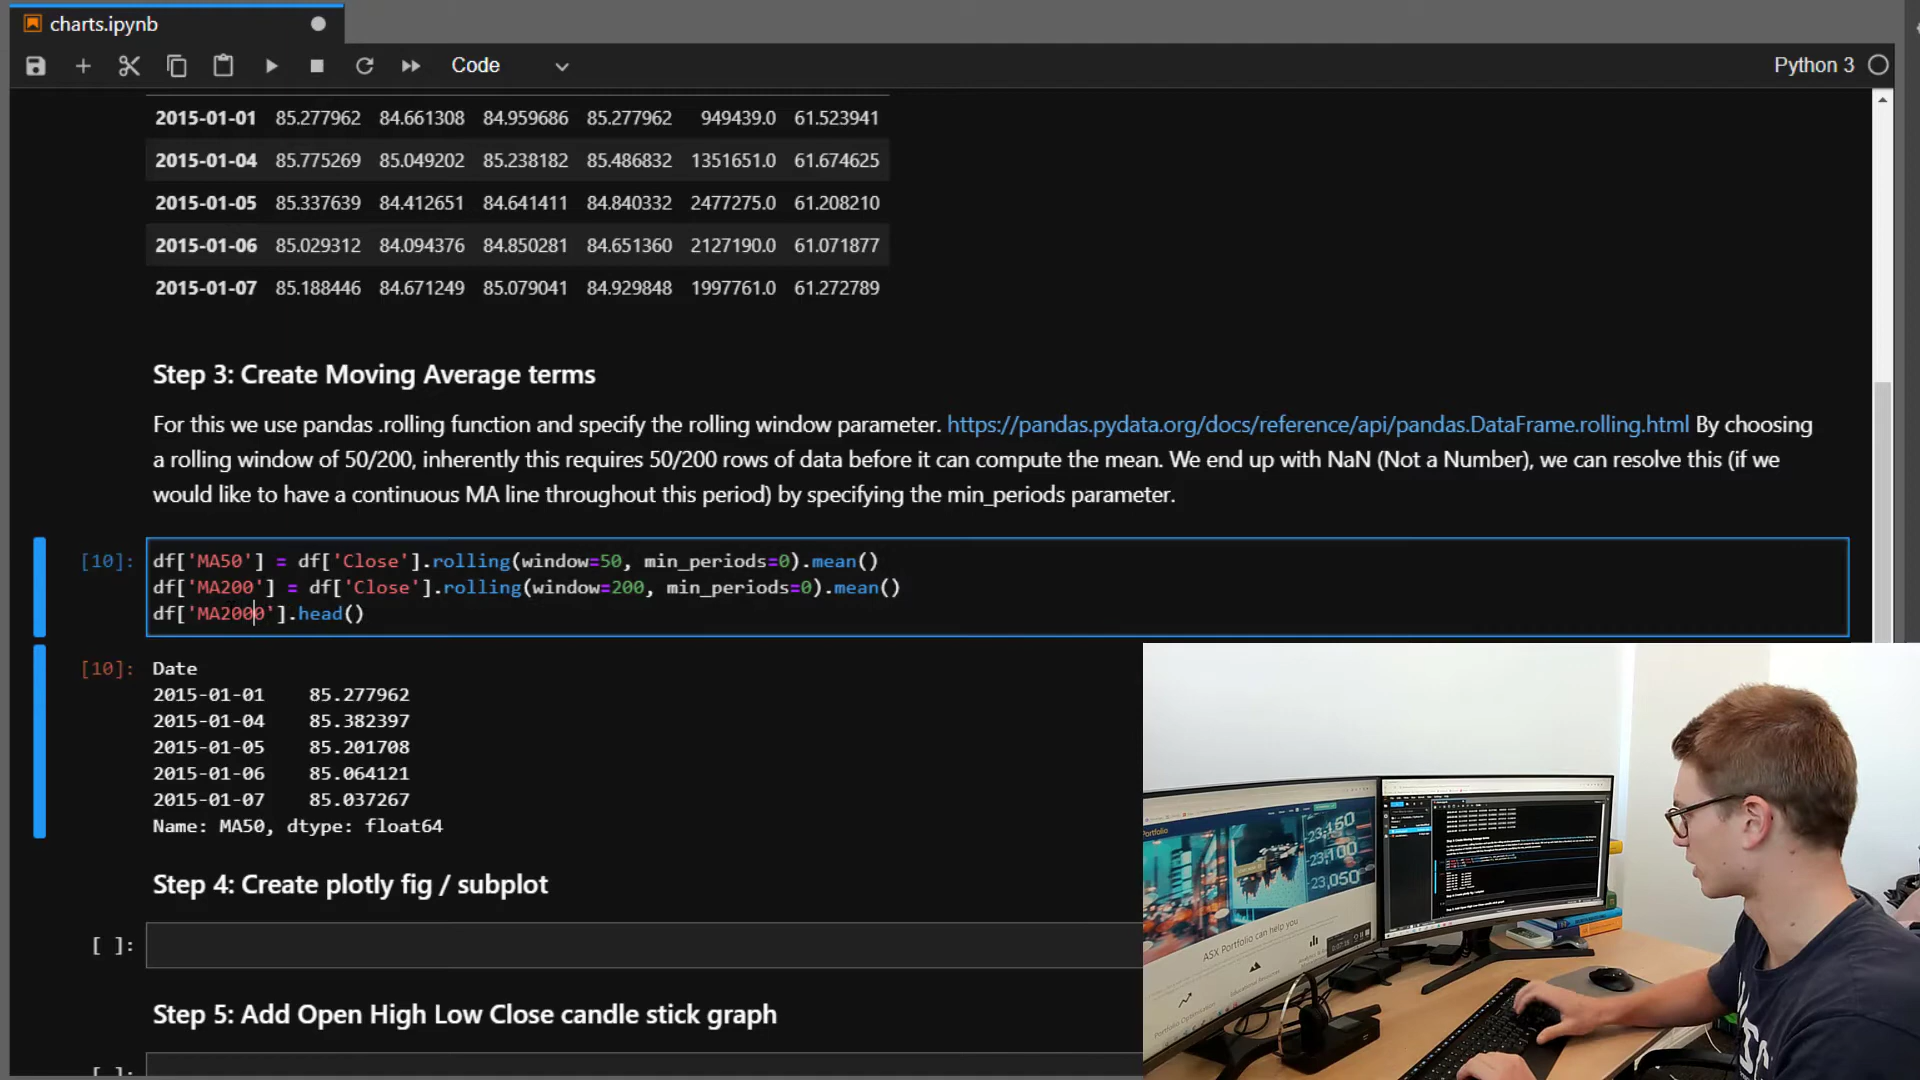 charts.ipynb
Code
Python 3
2015-01-01 85.277962 84.661308 84.959686 85.277962 949439.0 61.523941
2015-01-04 85.775269 85.049202 85.238182 85.486832 1351651.0 61.674625
2015-01-05 85.337639 84.412651 84.641411 84.840332 2477275.0 61.208210
2015-01-06 85.029312 84.094376 84.850281 84.651360 2127190.0 61.071877
2015-01-07 85.188446 84.671249 85.079041 84.929848 1997761.0 61.272789
Step 3: Create Moving Average terms
For this we use pandas .rolling function and specify the rolling window parameter. https://pandas.pydata.org/docs/reference/api/pandas.DataFrame.rolling.html By choosing
a rolling window of 50/200, inherently this requires 50/200 rows of data before it can compute the mean. We end up with NaN (Not a Number), we can resolve this (if we
would like to have a continuous MA line throughout this period) by specifying the min_periods parameter.
[10]: df['MA50'] = df['Close'].rolling(window=50, min_periods=0).mean()
df['MA200'] = df['Close'].rolling(window=200, min_periods=0).mean()
df['MA2000'].head()
[10]: Date
2015-01-01 85.277962
2015-01-04 85.382397
2015-01-05 85.201708
2015-01-06 85.064121
2015-01-07 85.037267
Name: MA50, dtype: float64
Step 4: Create plotly fig / subplot
[ ]:
Step 5: Add Open High Low Close candle stick graph
[ ]:
Portfolio
23,160
23,100
23,050
ASX Portfolio can help you